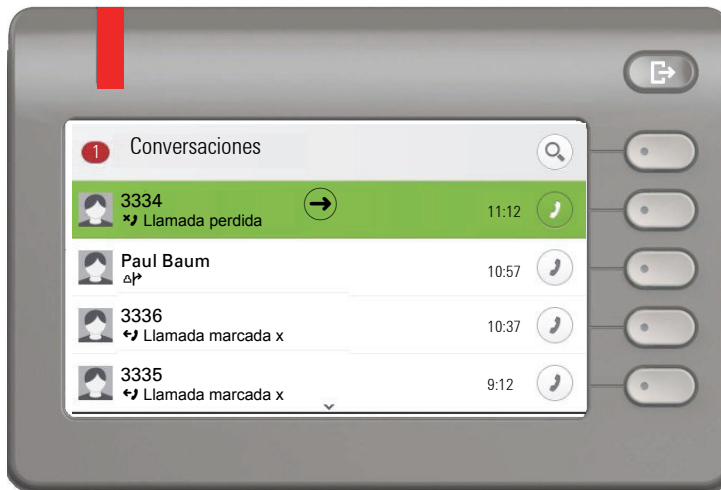 1 Conversaciones
3334
Llamada perdida
11:12
Paul Baum
10:57
3336
Llamada marcada x
10:37
3335
Llamada marcada x
9:12